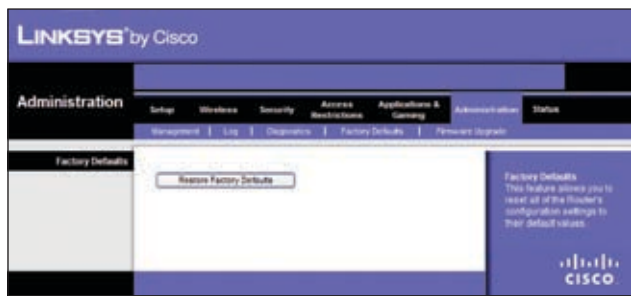 LINKSYS® by Cisco
Administration
Setup Wireless Security Access Restrictions Applications & Gaming Administration Status
Management | Log | Diagnostics | Factory Defaults | Firmware Upgrade
Factory Defaults
Restore Factory Defaults
Factory Defaults
This feature allows you to
reset all of the Router's
configuration settings to
their default values.
CISCO